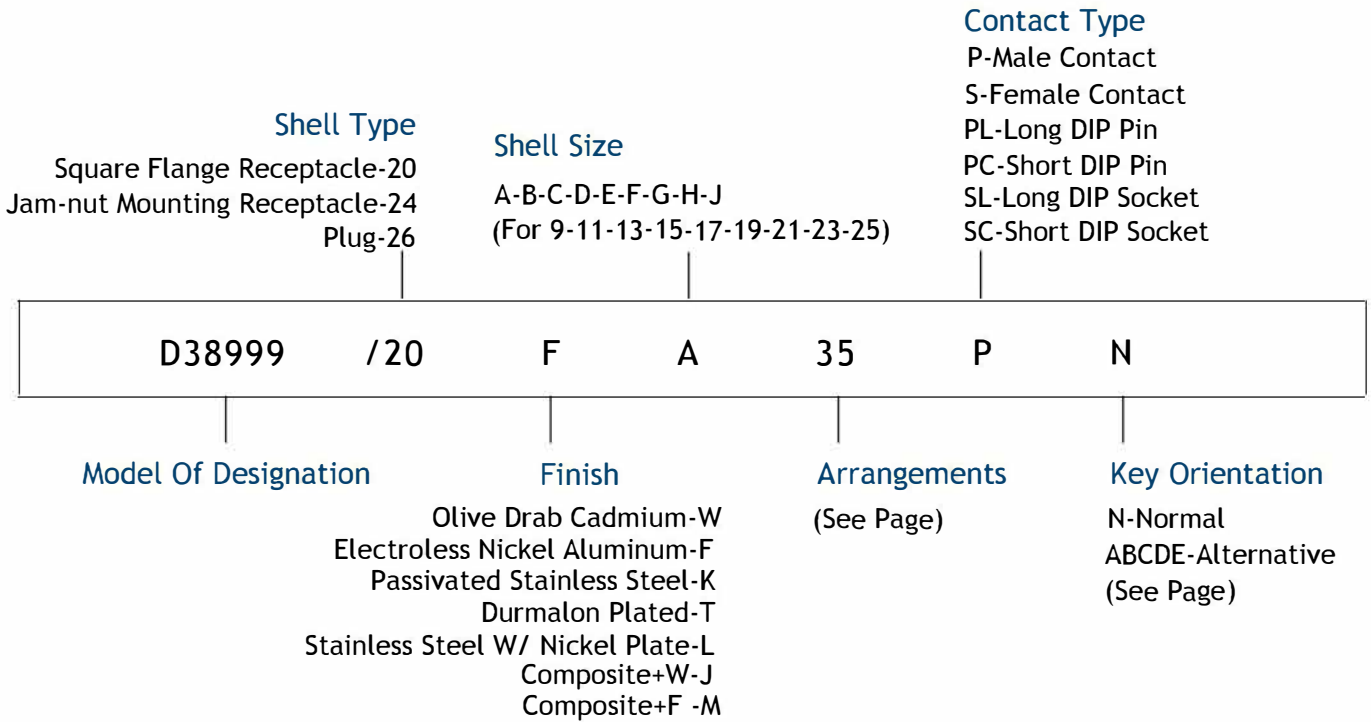 Contact Type
P-Male Contact
S-Female Contact
PL-Long DIP Pin
PC-Short DIP Pin
SL-Long DIP Socket
SC-Short DIP Socket
Shell Type
Square Flange Receptacle-20
Jam-nut Mounting Receptacle-24
Plug-26
Shell Size
A-B-C-D-E-F-G-H-J
(For 9-11-13-15-17-19-21-23-25)
D38999 /20 F A 35 P N
Model Of Designation
Finish
Olive Drab Cadmium-W
Electroless Nickel Aluminum-F
Passivated Stainless Steel-K
Durmalon Plated-T
Stainless Steel W/ Nickel Plate-L
Composite+W-J
Composite+F -M
Arrangements
(See Page)
Key Orientation
N-Normal
ABCDE-Alternative
(See Page)